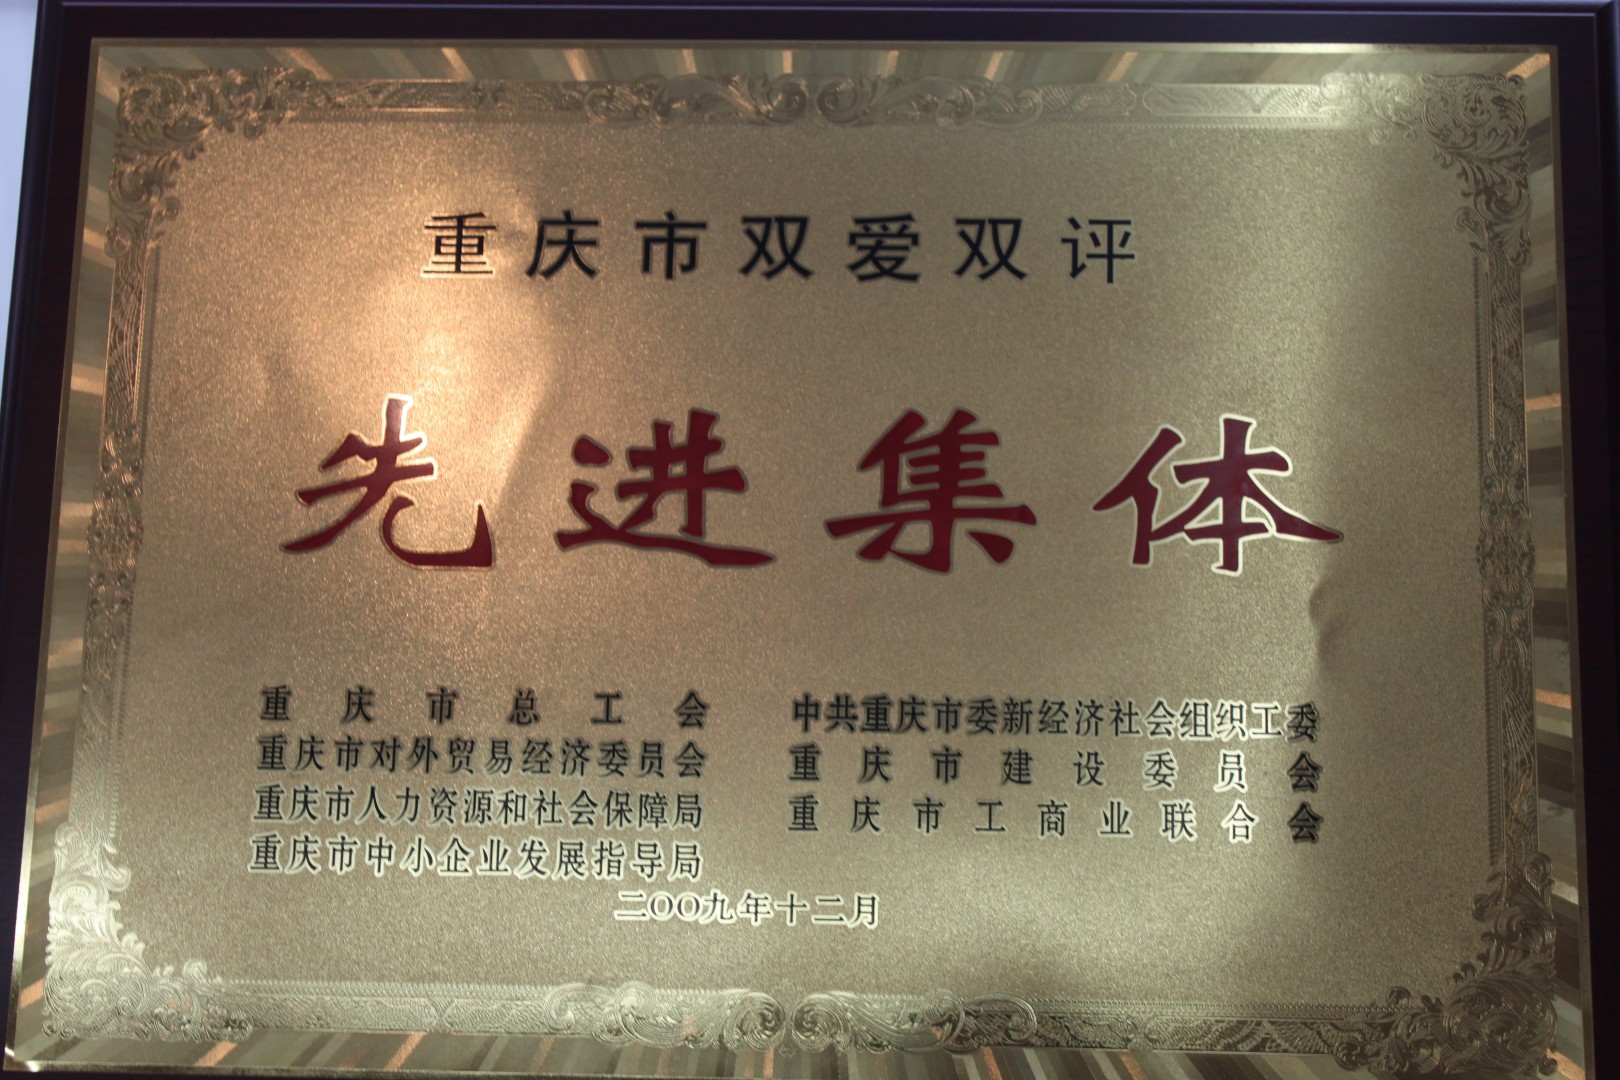 重庆市双爱双评
先进集体
重庆市总工会
重庆市对外贸易经济委员会
重庆市人力资源和社会保障局
重庆市中小企业发展指导局
中共重庆市委新经济社会组织工委
重庆市建设委员会
重庆市工商业联合会
二〇〇九年十二月